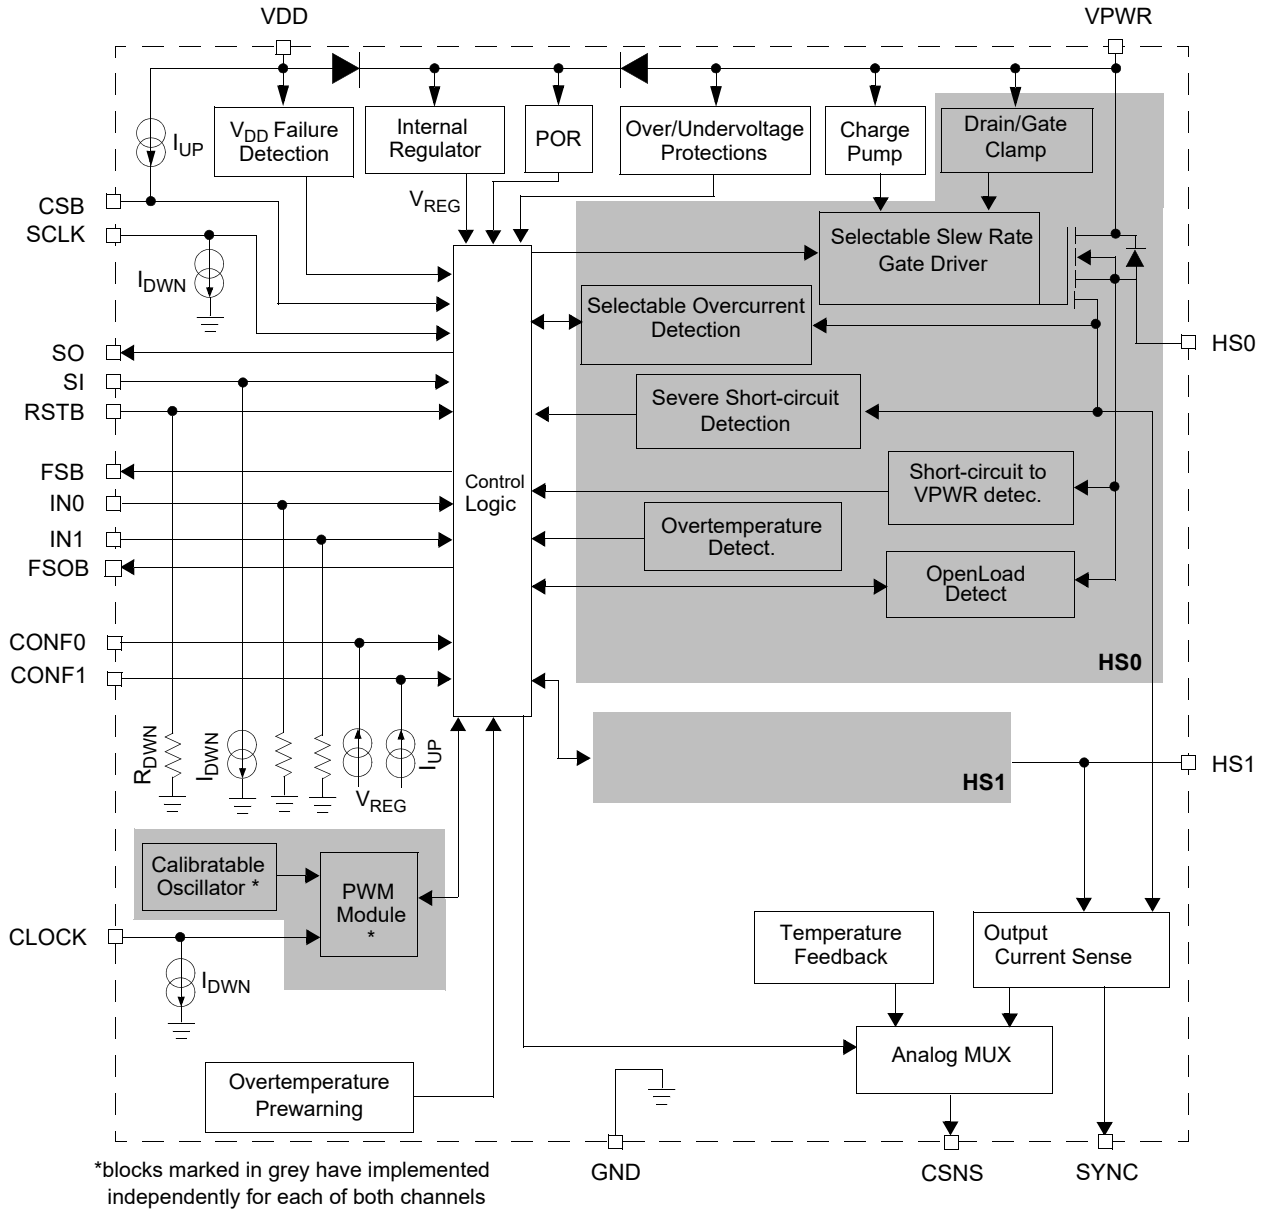 VDD
VPWR
VDD Failure
Detection
Internal
Regulator
POR
Over/Undervoltage
Protections
Charge
Pump
Drain/Gate
Clamp
IUP
VREG
CSB
SCLK
IDWN
Selectable Slew Rate
Gate Driver
Selectable Overcurrent
Detection
HS0
SO
SI
RSTB
Severe Short-circuit
Detection
FSB
IN0
IN1
FSOB
Control
Logic
Short-circuit to
VPWR detec.
Overtemperature
Detect.
OpenLoad
Detect
CONF0
CONF1
HS0
RDWN
IDWN
IUP
VREG
HS1
HS1
Calibratable
Oscillator *
PWM
Module
*
CLOCK
IDWN
Temperature
Feedback
Output
Current Sense
Analog MUX
Overtemperature
Prewarning
GND
CSNS
SYNC
*blocks marked in grey have implemented
independently for each of both channels